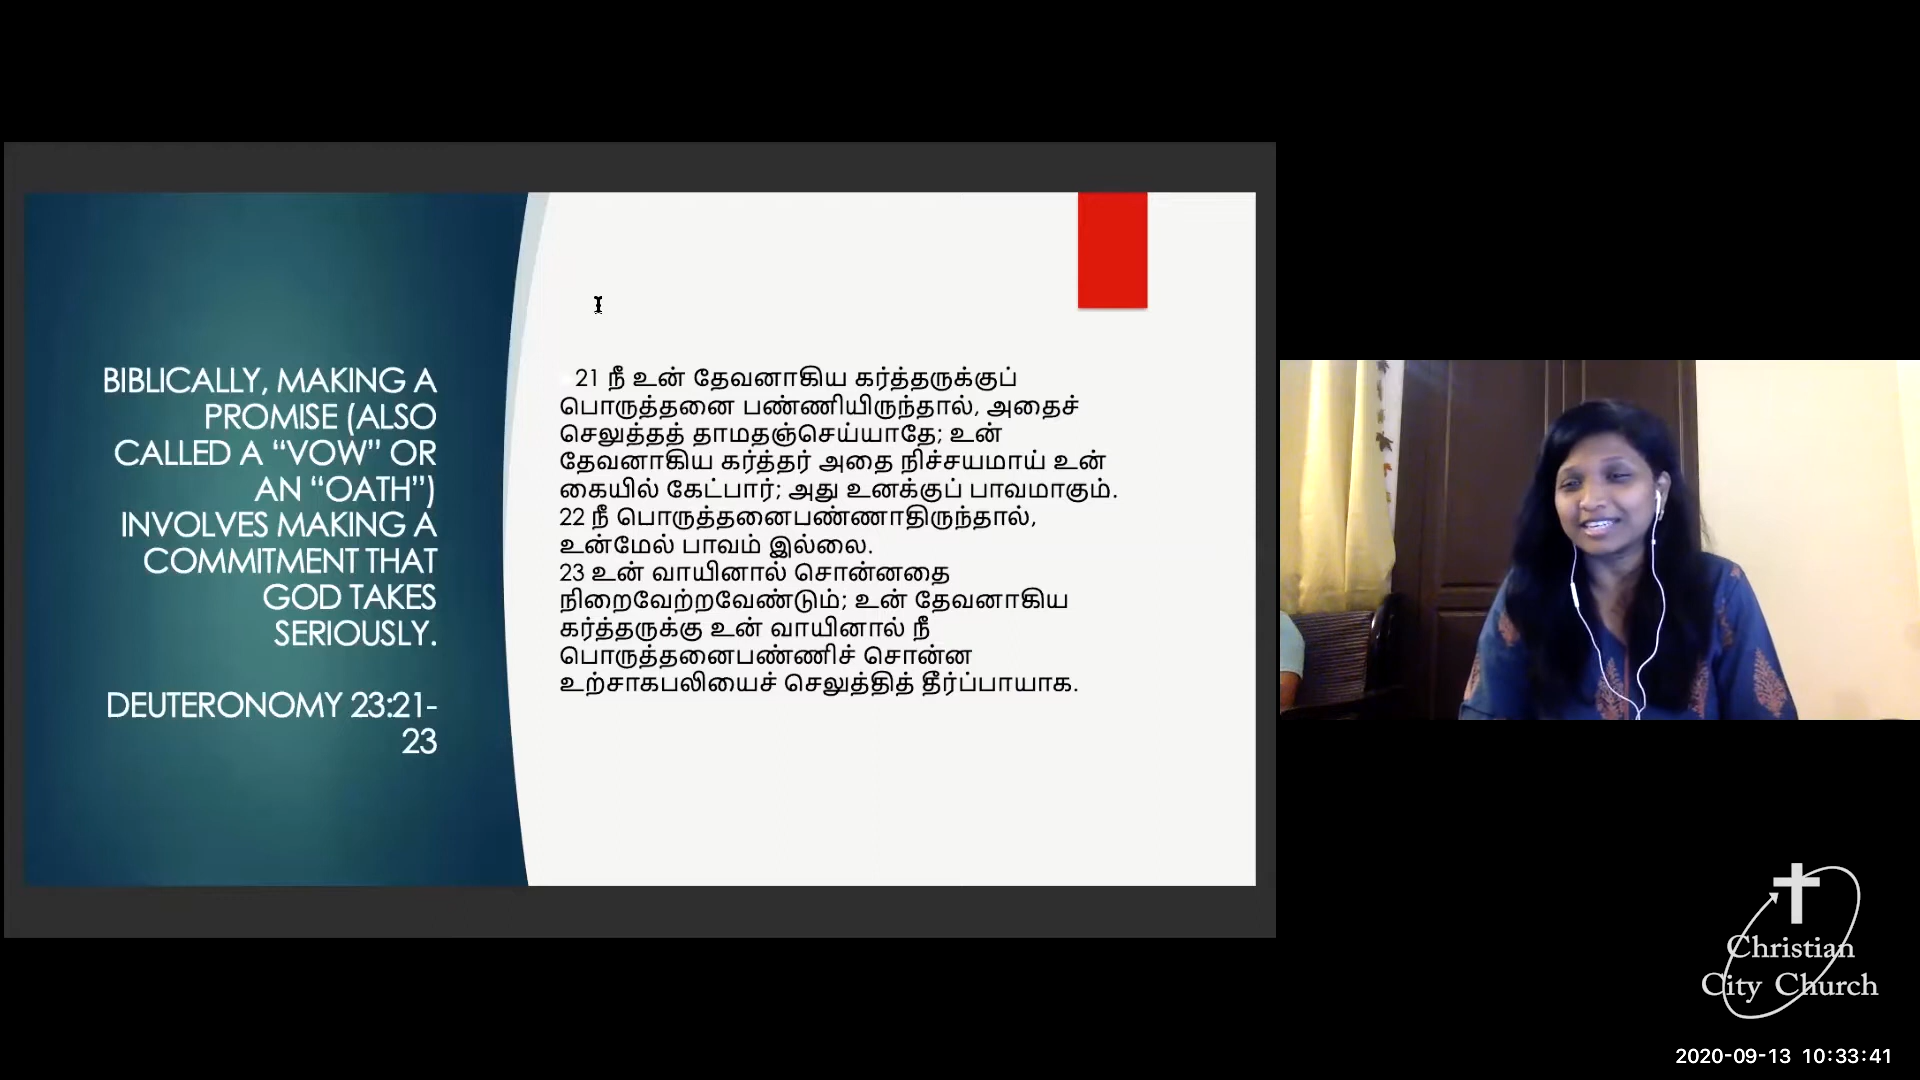 BIBLICALLY, MAKING A
PROMISE (ALSO
CALLED A “VOW” OR
AN “OATH”)
INVOLVES MAKING A
COMMITMENT THAT
GOD TAKES
SERIOUSLY.
DEUTERONOMY 23:21-
23
21 நீ உன் தேவனாகிய கர்த்தருக்குப்
பொருத்தனை பண்ணியிருந்தால், அதைச்
செலுத்தத் தாமதஞ்செய்யாதே; உன்
தேவனாகிய கர்த்தர் அதை நிச்சயமாய் உன்
கையில் கேட்பார்; அது உனக்குப் பாவமாகும்.
22 நீ பொருத்தனைபண்ணாதிருந்தால்,
உன்மேல் பாவம் இல்லை.
23 உன் வாயினால் சொன்னதை
நிறைவேற்றவேண்டும்; உன் தேவனாகிய
கர்த்தருக்கு உன் வாயினால் நீ
பொருத்தனைபண்ணிச் சொன்ன
உற்சாகபலியைச் செலுத்தித் தீர்ப்பாயாக.
Christian
City Church
2020-09-13 10:33:41